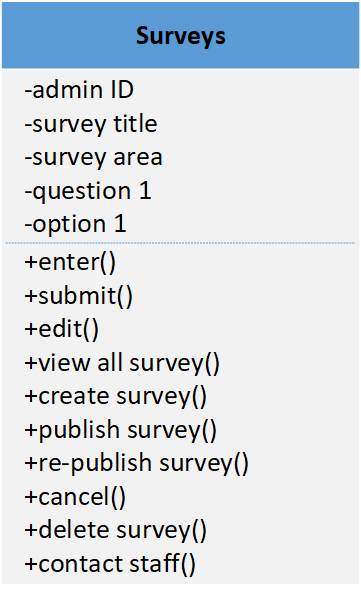 Surveys
-admin ID
-survey title
-survey area
-question 1
-option 1
+enter()
+submit()
+edit()
+view all survey()
+create survey()
+publish survey()
+re-publish survey()
+cancel()
+delete survey()
+contact staff()